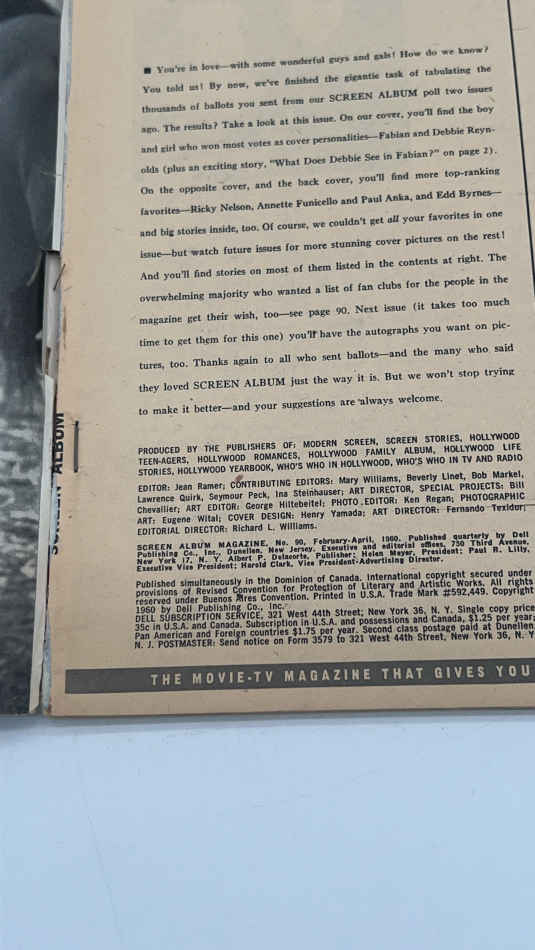 ■ You're in love—with some wonderful guys and gals! How do we know?
You told us! By now, we've finished the gigantic task of tabulating the
thousands of ballots you sent from our SCREEN ALBUM poll two issues
ago. The results? Take a look at this issue. On our cover, you'll find the boy
and girl who won most votes as cover personalities—Fabian and Debbie Reyn-
olds (plus an exciting story, "What Does Debbie See in Fabian?" on page 2).
On the opposite cover, and the back cover, you'll find more top-ranking
favorites—Ricky Nelson, Annette Funicello and Paul Anka, and Edd Byrnes—
and big stories inside, too. Of course, we couldn't get all your favorites in one
issue—but watch future issues for more stunning cover pictures on the rest!
And you'll find stories on most of them listed in the contents at right. The
overwhelming majority who wanted a list of fan clubs for the people in the
magazine get their wish, too—see page 90. Next issue (it takes too much
time to get them for this one) you'll have the autographs you want on pic-
tures, too. Thanks again to all who sent ballots—and the many who said
they loved SCREEN ALBUM just the way it is. But we won't stop trying
to make it better—and your suggestions are always welcome.
PRODUCED BY THE PUBLISHERS OF: MODERN SCREEN, SCREEN STORIES, HOLLYWOOD
TEEN-AGERS, HOLLYWOOD ROMANCES, HOLLYWOOD FAMILY ALBUM, HOLLYWOOD LIFE
STORIES, HOLLYWOOD YEARBOOK, WHO'S WHO IN HOLLYWOOD, WHO'S WHO IN TV AND RADIO
EDITOR: Jean Ramer; CONTRIBUTING EDITORS: Mary Williams, Beverly Linet, Bob Markel,
Lawrence Quirk, Seymour Peck, Ina Steinhauser; ART DIRECTOR, SPECIAL PROJECTS: Bill
Chevallier; ART EDITOR: George Hiltebeitel; PHOTO EDITOR: Ken Regan; PHOTOGRAPHIC
ART: Eugene Wital; COVER DESIGN: Henry Yamada; ART DIRECTOR: Fernando Texidor;
EDITORIAL DIRECTOR: Richard L. Williams.
SCREEN ALBUM MAGAZINE, No. 90, February-April, 1960. Published quarterly by Dell
Publishing Co., Inc., Dunellen, New Jersey. Executive and editorial offices, 750 Third Avenue,
New York 17, N. Y. Albert P. Delacorte, Publisher; Helen Meyer, President; Paul R. Lilly,
Executive Vice President; Harold Clark, Vice President-Advertising Director.
Published simultaneously in the Dominion of Canada. International copyright secured under
provisions of Revised Convention for Protection of Literary and Artistic Works. All rights
reserved under Buenos Aires Convention. Printed in U.S.A. Trade Mark #592,449. Copyright
1960 by Dell Publishing Co., Inc.
DELL SUBSCRIPTION SERVICE, 321 West 44th Street; New York 36, N. Y. Single copy price
35c in U.S.A. and Canada. Subscription in U.S.A. and possessions and Canada, $1.25 per year;
Pan American and Foreign countries $1.75 per year. Second class postage paid at Dunellen
N. J. POSTMASTER: Send notice on Form 3579 to 321 West 44th Street, New York 36, N. Y
THE MOVIE-TV MAGAZINE THAT GIVES YOU
SCREEN ALBUM